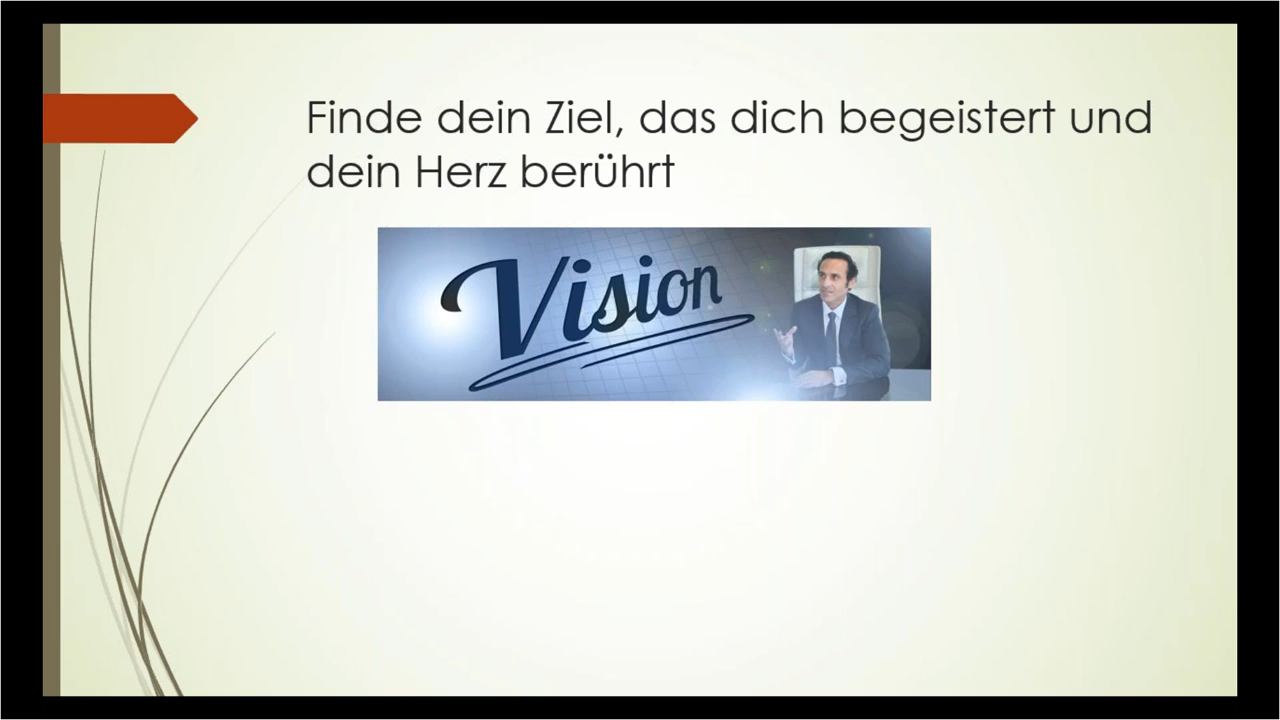 Finde dein Ziel, das dich begeistert und
dein Herz berührt
Vision